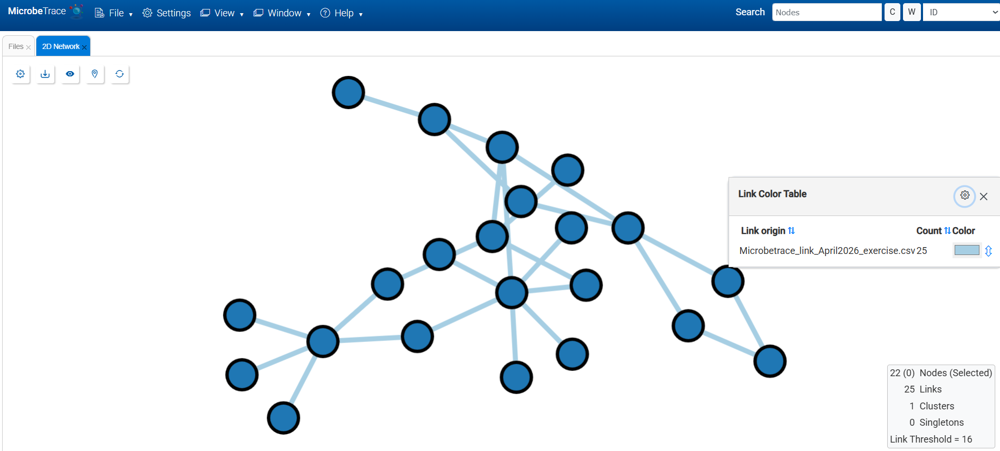 MicrobeTrace File Settings View Window Help Search Nodes C W ID
Files 2D Network
Link Color Table
Link origin Count Color
Microbetrace_link_April2026_exercise.csv 25
22 (0) Nodes (Selected)
25 Links
1 Clusters
0 Singletons
Link Threshold = 16